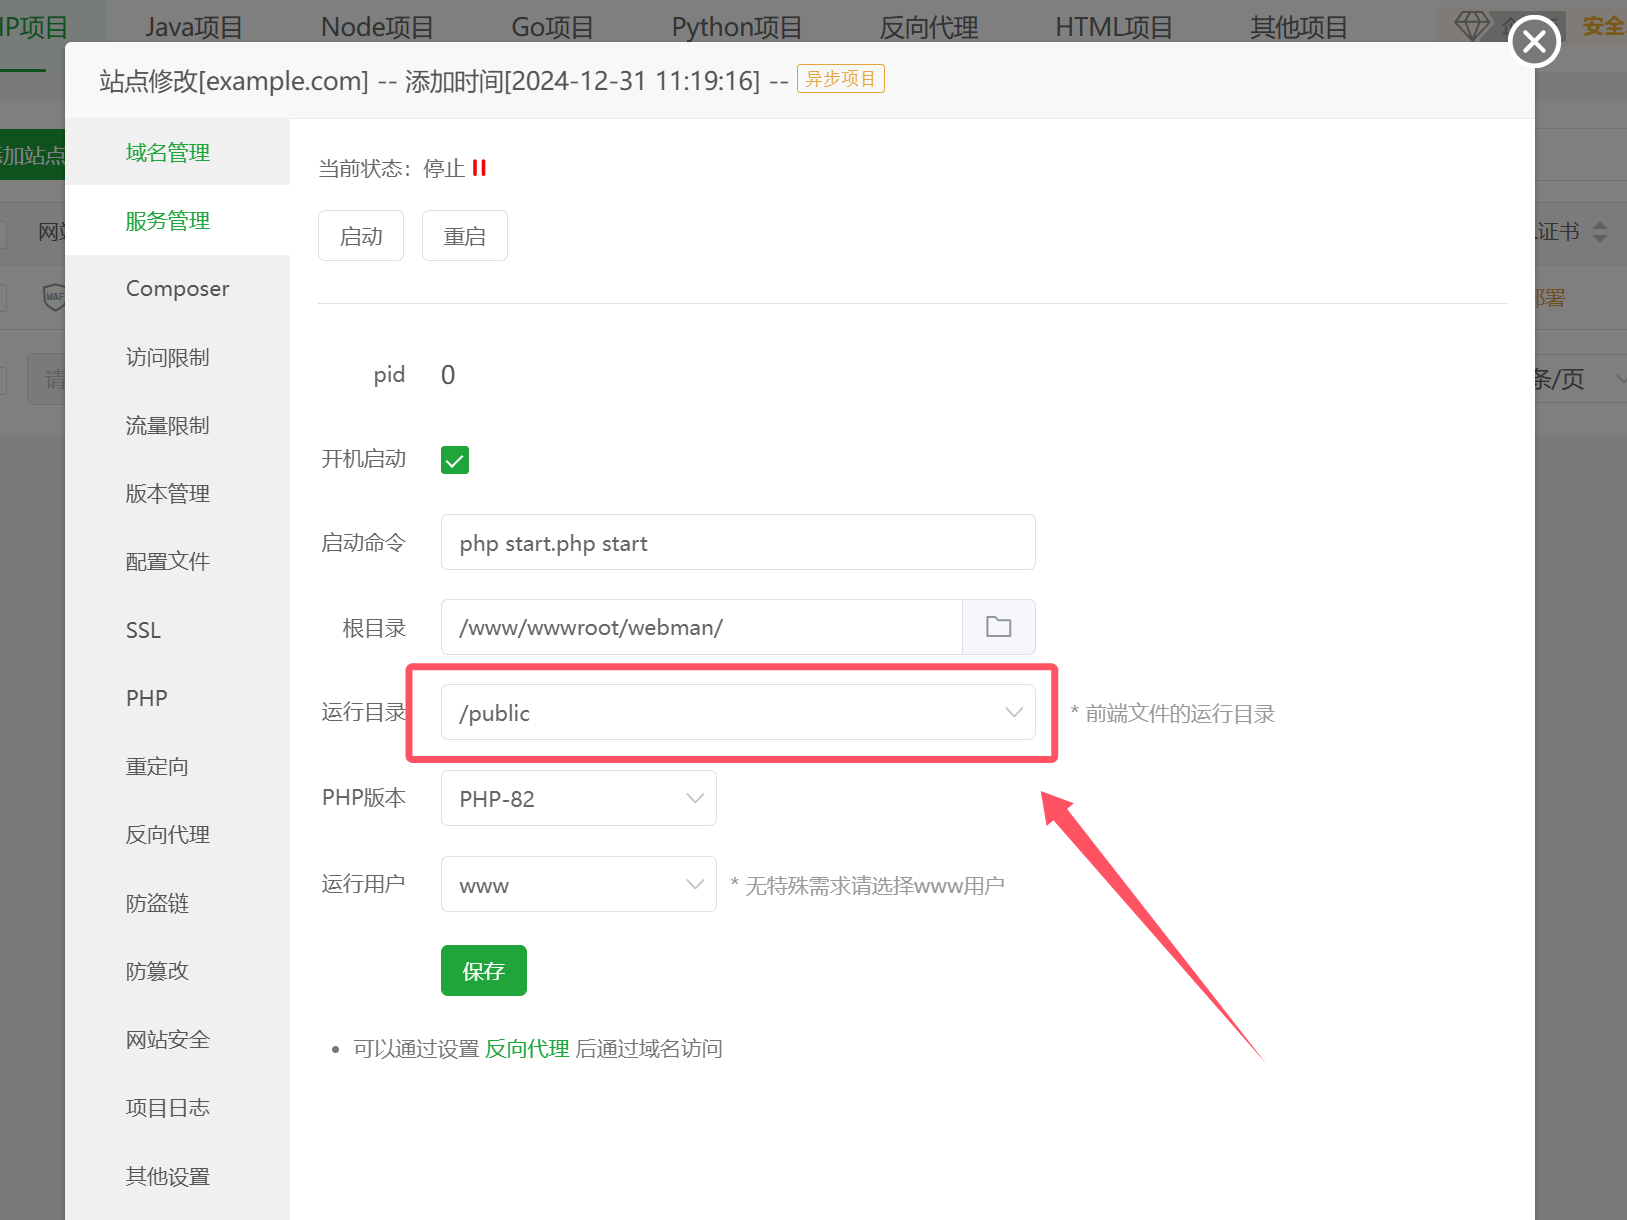 IP项目 Java项目 Node项目 Go项目 Python项目 反向代理 HTML项目 其他项目 安全
站点修改[example.com] -- 添加时间[2024-12-31 11:19:16] -- 异步项目
加站点
网站
WAF
请
证书
部署
条/页
域名管理
服务管理
Composer
访问限制
流量限制
版本管理
配置文件
SSL
PHP
重定向
反向代理
防盗链
防篡改
网站安全
项目日志
其他设置
当前状态: 停止
启动 重启
pid 0
开机启动
启动命令 php start.php start
根目录 /www/wwwroot/webman/
运行目录 /public * 前端文件的运行目录
PHP版本 PHP-82
运行用户 www * 无特殊需求请选择www用户
保存
• 可以通过设置 反向代理 后通过域名访问